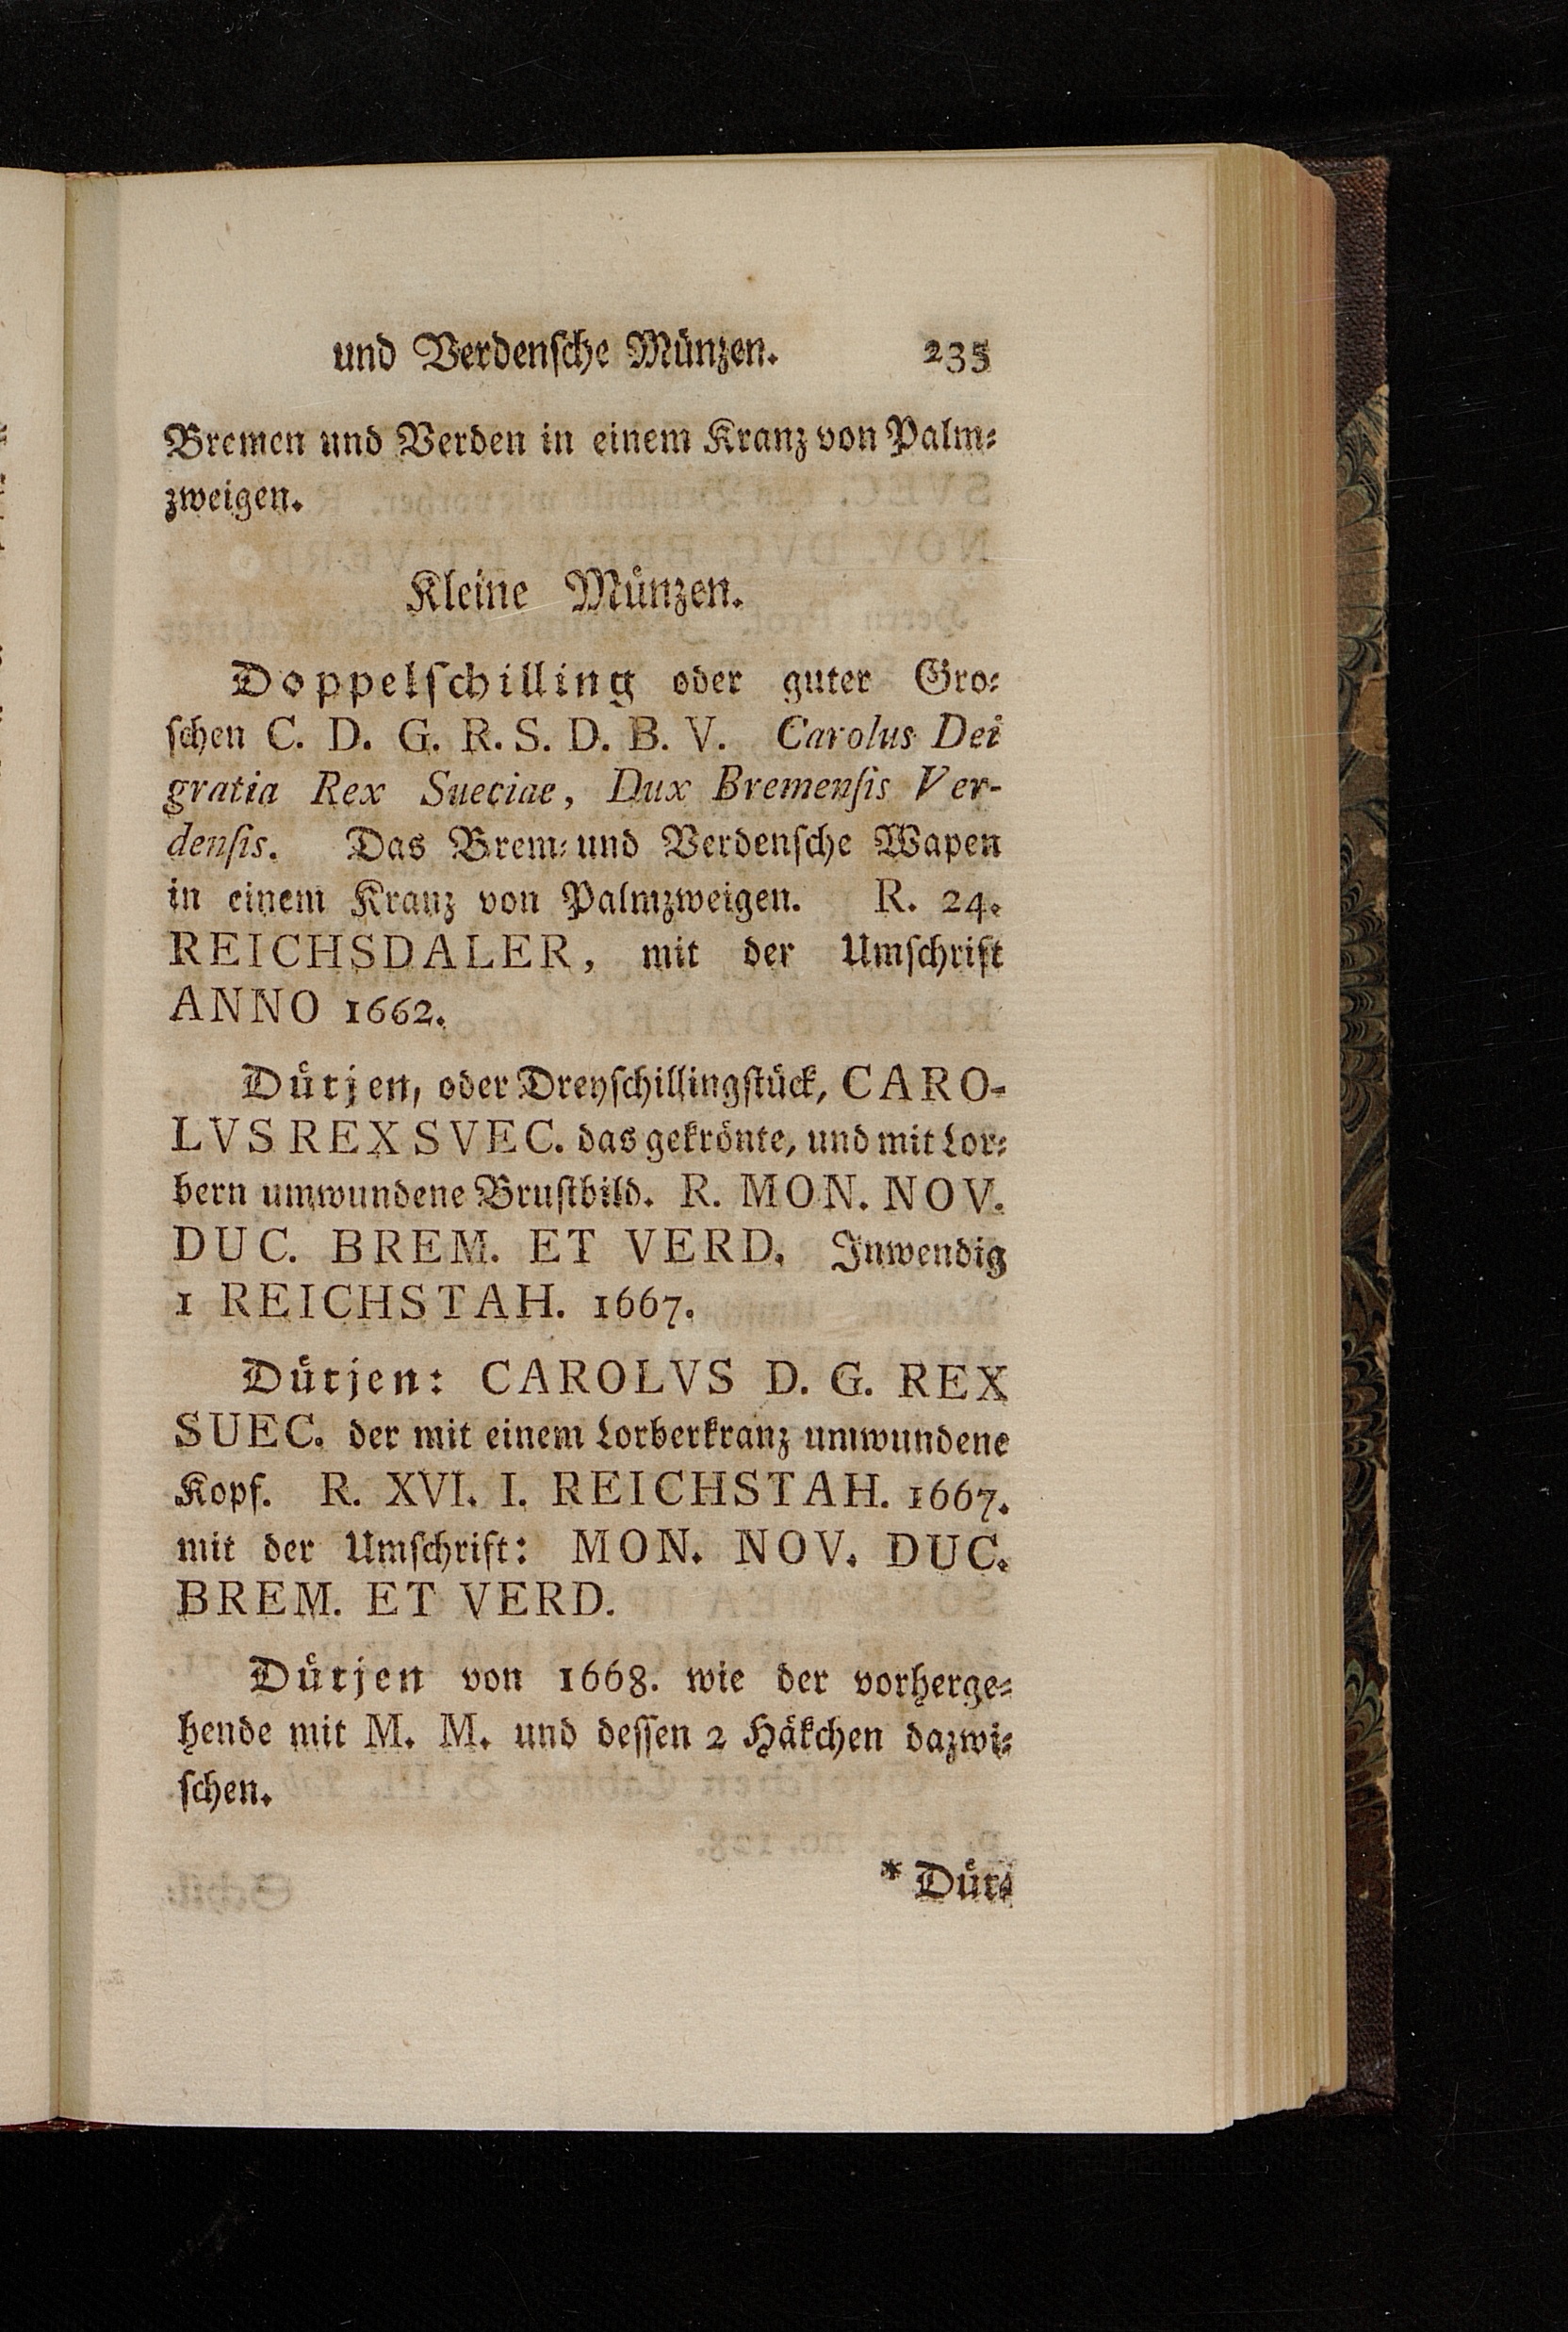 und Verdenſche Münzen. 235
Bremen und Verden in einem Kranz von Palm⸗
zweigen.
Kleine Münzen.
Doppelſchilling oder guter Gro⸗
ſchen C. D. G. R. S. D. B. V. Carolus Dei
gratia Rex Sueciae, Dux Bremenſis Ver-
denſis. Das Brem⸗ und Verdenſche Wapen
in einem Kranz von Palmzweigen. R. 24.
REICHSDALER, mit der Umſchrift
ANNO 1662.
Dütjen, oder Dreyſchillingſtück, CARO-
LVS REX SVEC. das gekrönte, und mit Lor⸗
bern umwundene Bruſtbild. R. MON. NOV.
DUC. BREM. ET VERD. Inwendig
1 REICHSTAH. 1667.
Dütjen: CAROLVS D. G. REX
SUEC. der mit einem Lorberkranz umwundene
Kopf. R. XVI. I. REICHSTAH. 1667.
mit der Umſchrift: MON. NOV. DUC.
BREM. ET VERD.
Dütjen von 1668. wie der vorherge⸗
hende mit M. M. und deſſen 2 Häkchen dazwi⸗
ſchen.
* Düt⸗